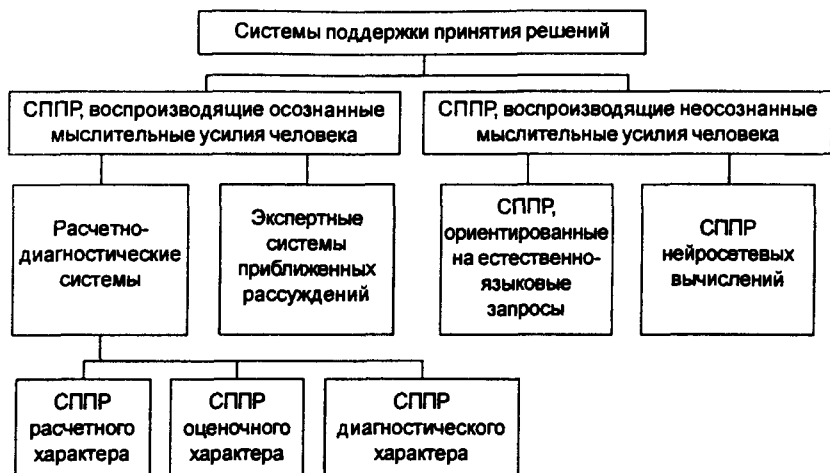 Системы поддержки принятия решений
СППР, воспроизводящие осознанные
мыслительные усилия человека
СППР, воспроизводящие неосознанные
мыслительные усилия человека
Расчетно-
диагностические
системы
Экспертные
системы
приближенных
рассуждений
СППР,
ориентированные
на естественно-
языковые
запросы
СППР
нейросетевых
вычислений
СППР
расчетного
характера
СППР
оценочного
характера
СППР
диагностического
характера